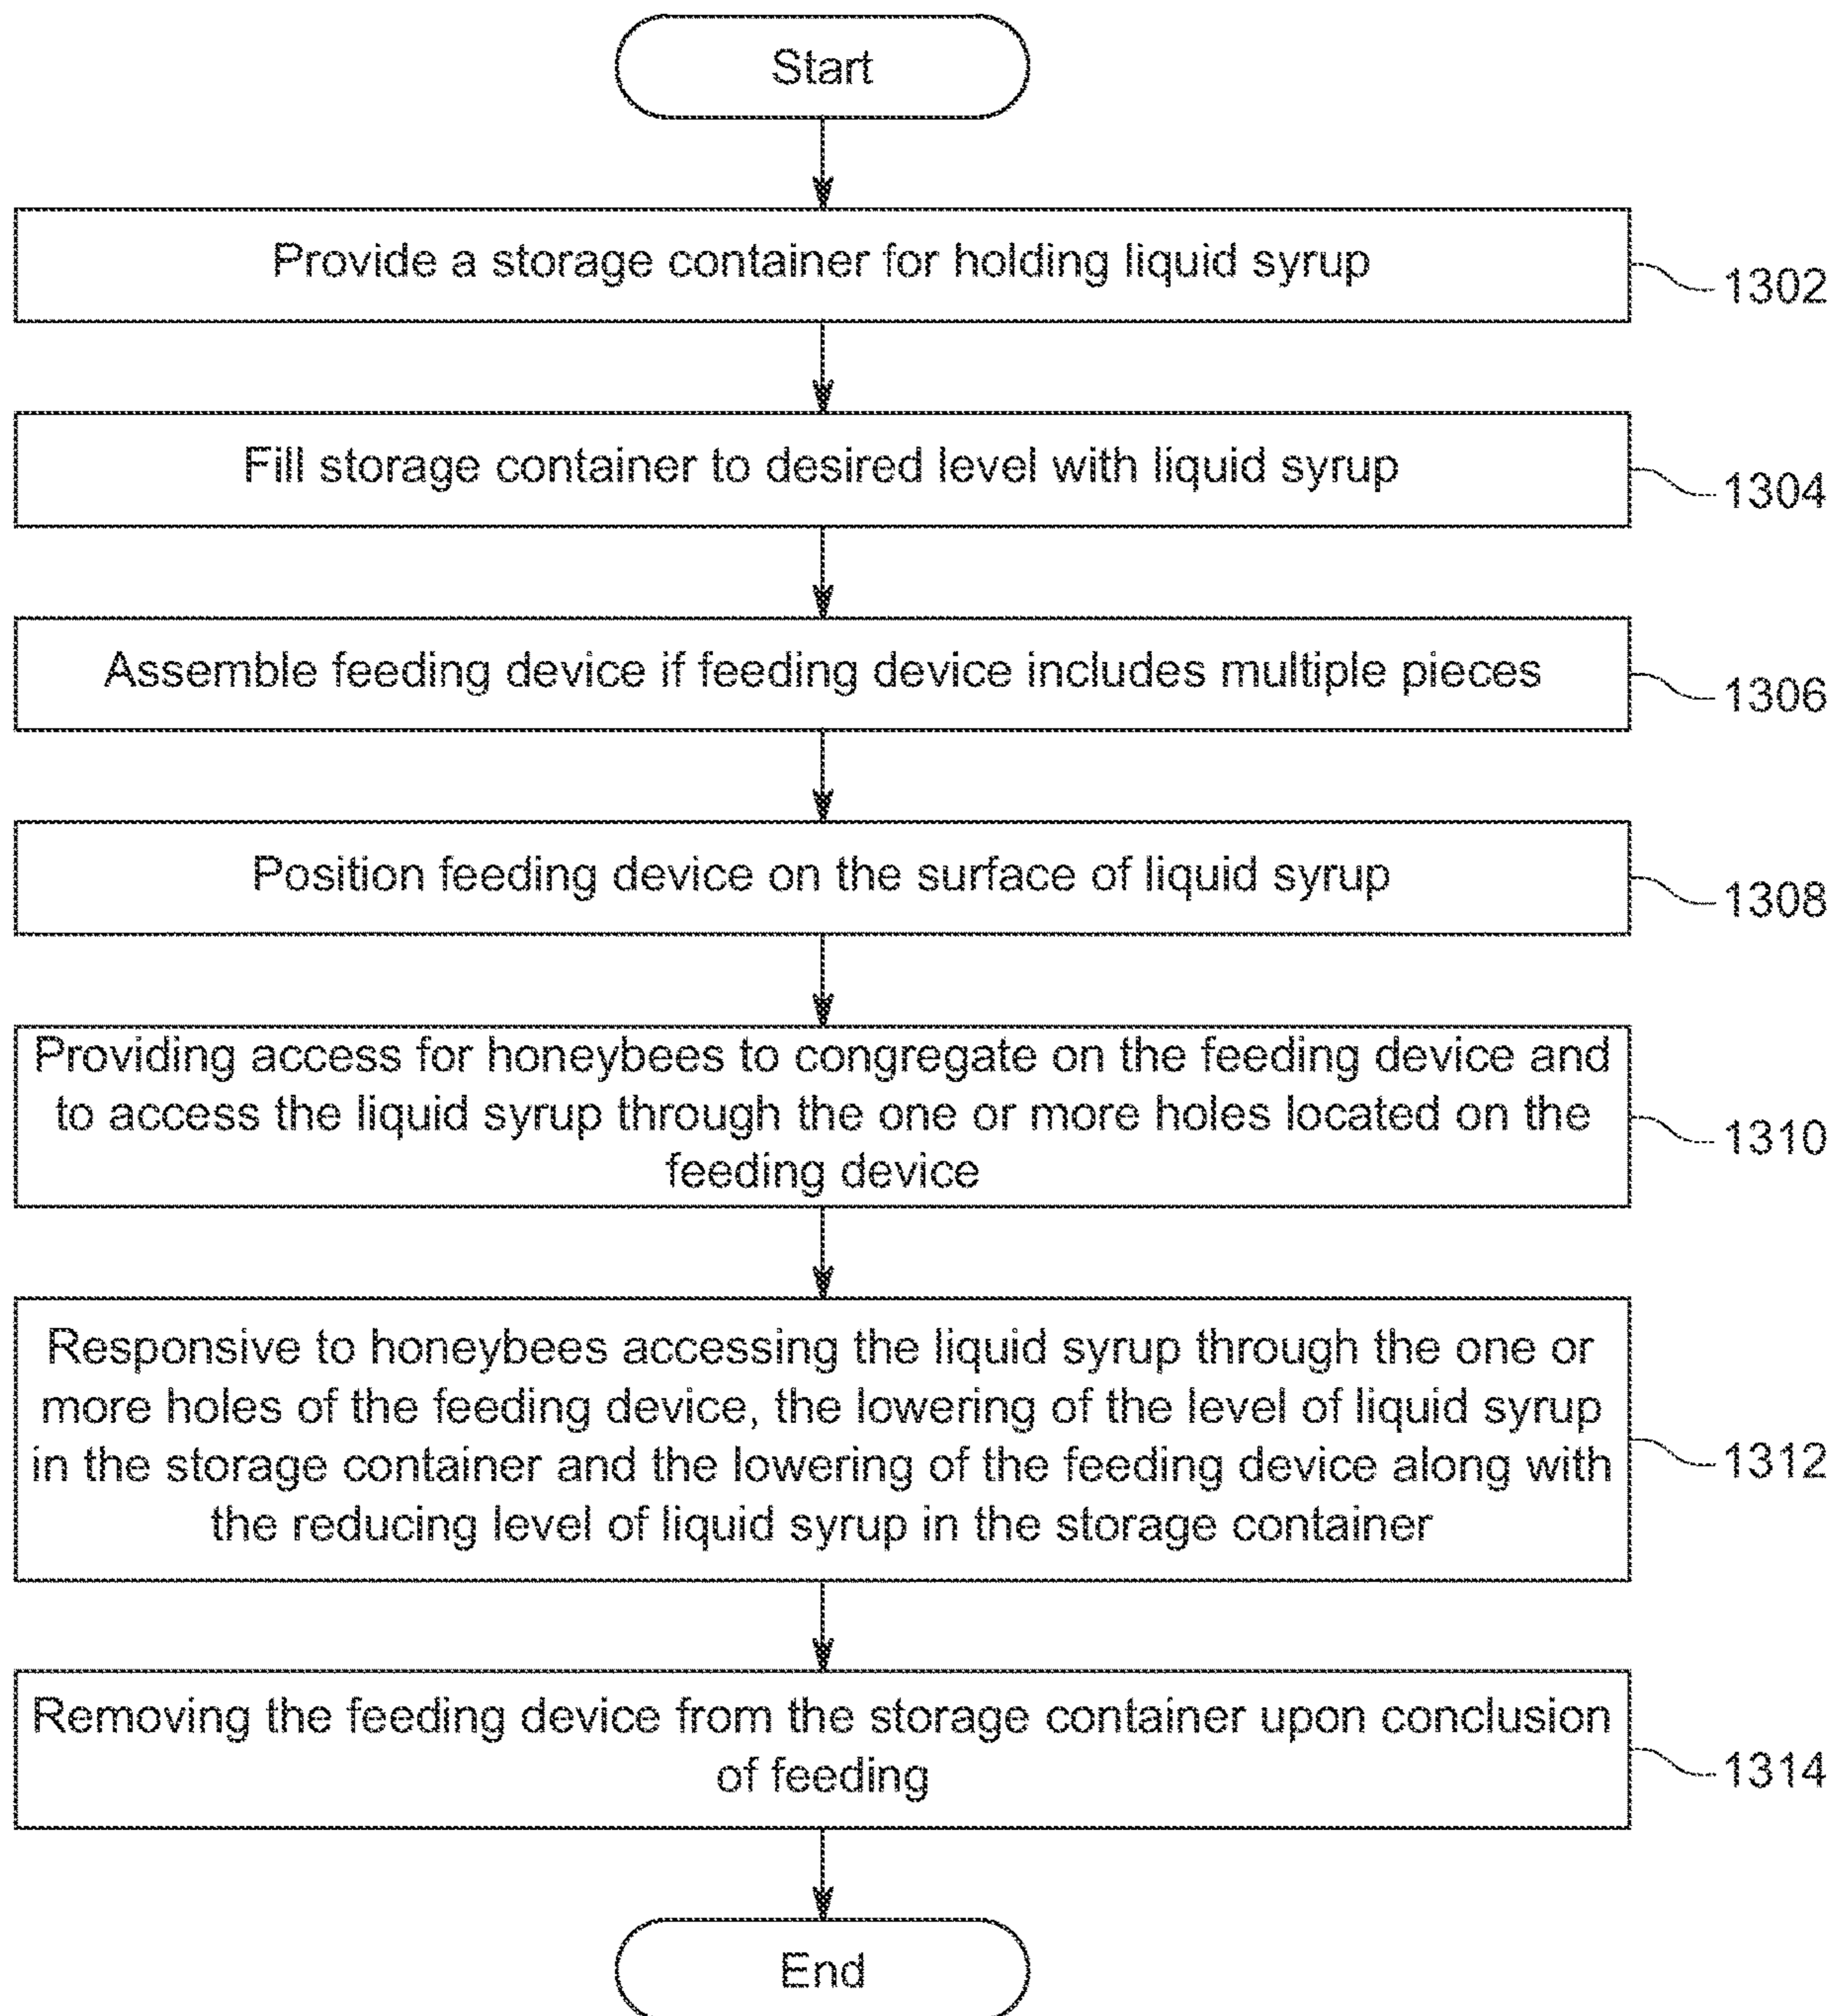 Start
Provide a storage container for holding liquid syrup
1302
Fill storage container to desired level with liquid syrup
1304
Assemble feeding device if feeding device includes multiple pieces
1306
Position feeding device on the surface of liquid syrup
1308
Providing access for honeybees to congregate on the feeding device and
to access the liquid syrup through the one or more holes located on the
feeding device
1310
Responsive to honeybees accessing the liquid syrup through the one or
more holes of the feeding device, the lowering of the level of liquid syrup
in the storage container and the lowering of the feeding device along with
the reducing level of liquid syrup in the storage container
1312
Removing the feeding device from the storage container upon conclusion
of feeding
1314
End